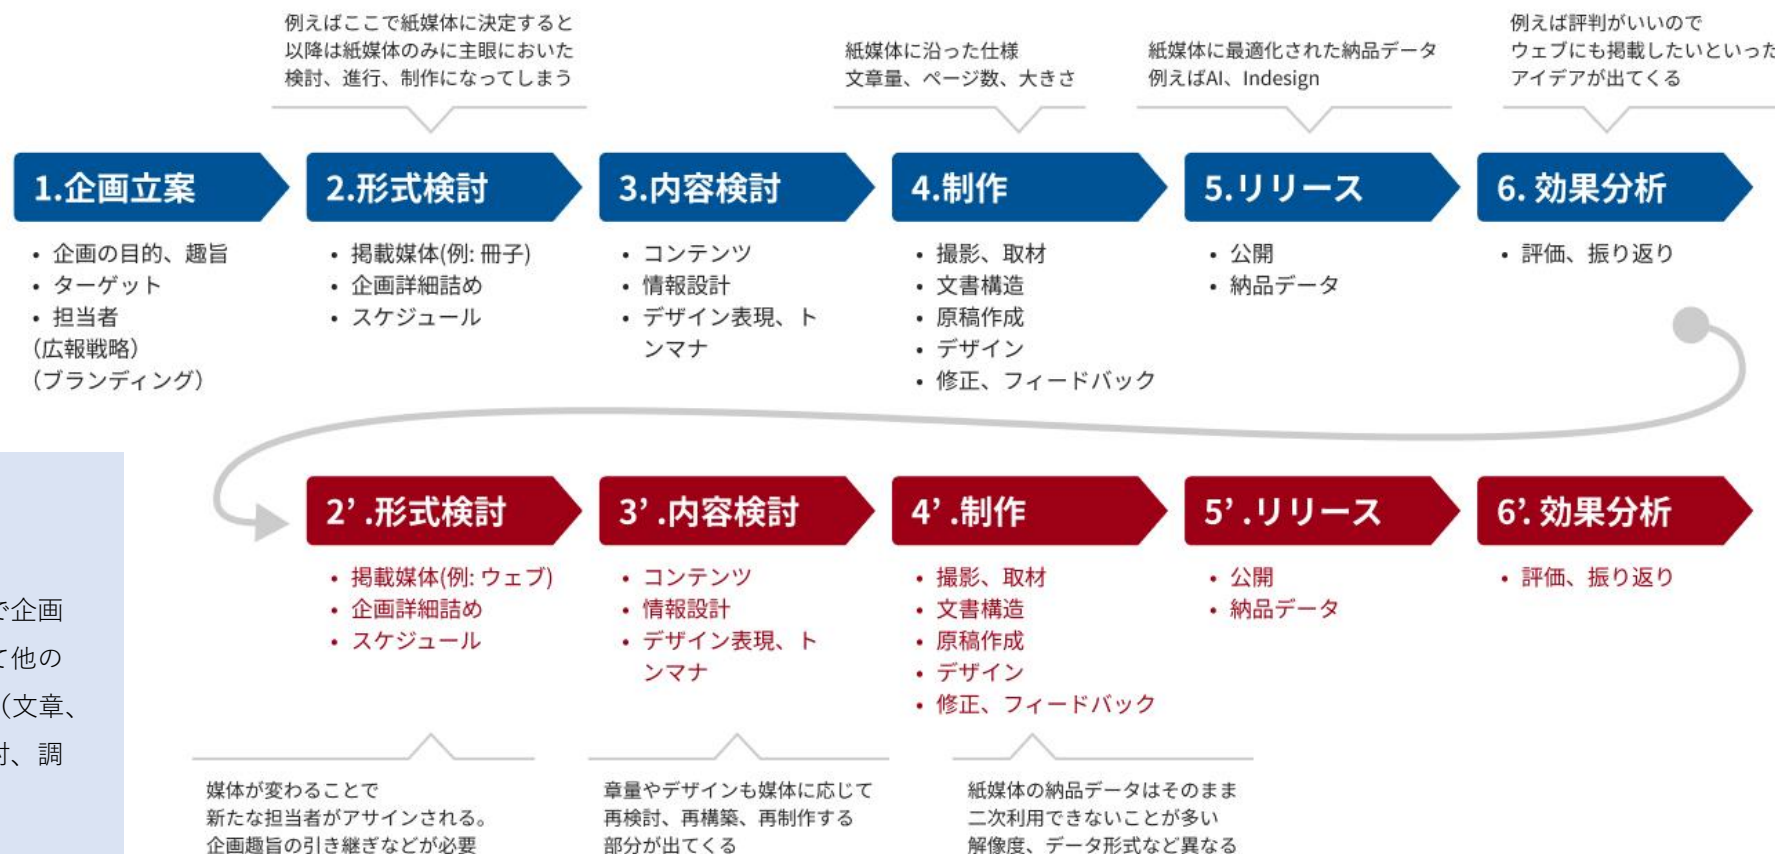 例えばここで紙媒体に決定すると
以降は紙媒体のみに主眼においた
検討、進行、制作になってしまう
紙媒体に沿った仕様
文章量、ページ数、大きさ
紙媒体に最適化された納品データ
例えばAI、Indesign
例えば評判がいいので
ウェブにも掲載したいといった
アイデアが出てくる
1.企画立案
• 企画の目的、趣旨
• ターゲット
• 担当者
（広報戦略）
（ブランディング）
2.形式検討
• 掲載媒体(例: 冊子)
• 企画詳細詰め
• スケジュール
3.内容検討
• コンテンツ
• 情報設計
• デザイン表現、ト
ンマナ
4.制作
• 撮影、取材
• 文書構造
• 原稿作成
• デザイン
• 修正、フィードバック
5.リリース
• 公開
• 納品データ
6. 効果分析
• 評価、振り返り
で企画
て他の
（文章、
討、調
2’.形式検討
• 掲載媒体(例: ウェブ)
• 企画詳細詰め
• スケジュール
3’.内容検討
• コンテンツ
• 情報設計
• デザイン表現、ト
ンマナ
4’.制作
• 撮影、取材
• 文書構造
• 原稿作成
• デザイン
• 修正、フィードバック
5’.リリース
• 公開
• 納品データ
6’. 効果分析
• 評価、振り返り
媒体が変わることで
新たな担当者がアサインされる。
企画趣旨の引き継ぎなどが必要
章量やデザインも媒体に応じて
再検討、再構築、再制作する
部分が出てくる
紙媒体の納品データはそのまま
二次利用できないことが多い
解像度、データ形式など異なる